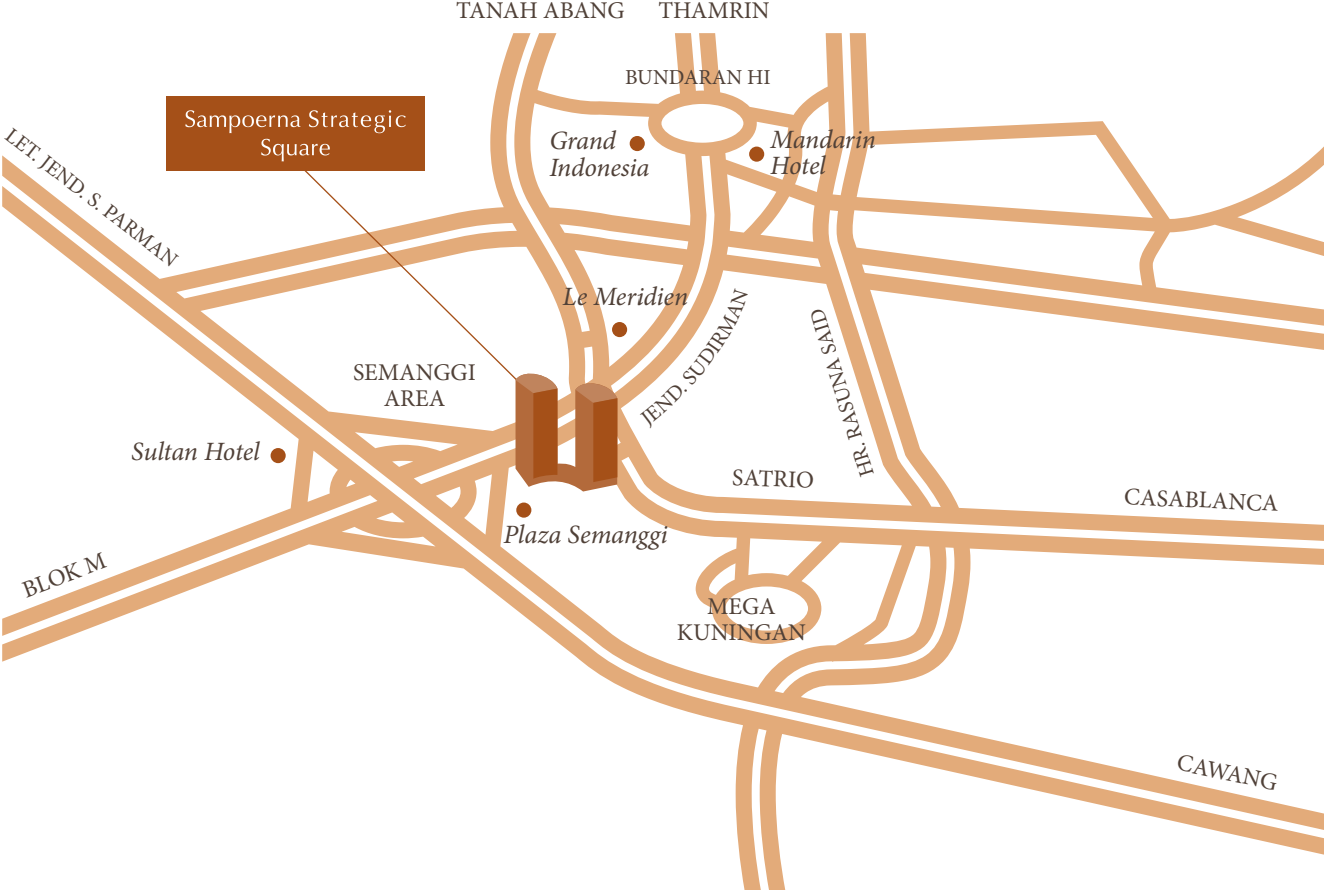 TANAH ABANG
THAMRIN
BUNDARAN HI
Sampoerna Strategic
Square
Grand
Indonesia
Mandarin
Hotel
LET. JEND. S. PARMAN
Le Meridien
JEND. SUDIRMAN
HR. RASUNA SAID
SEMANGGI
AREA
Sultan Hotel
SATRIO
CASABLANCA
Plaza Semanggi
BLOK M
MEGA
KUNINGAN
CAWANG